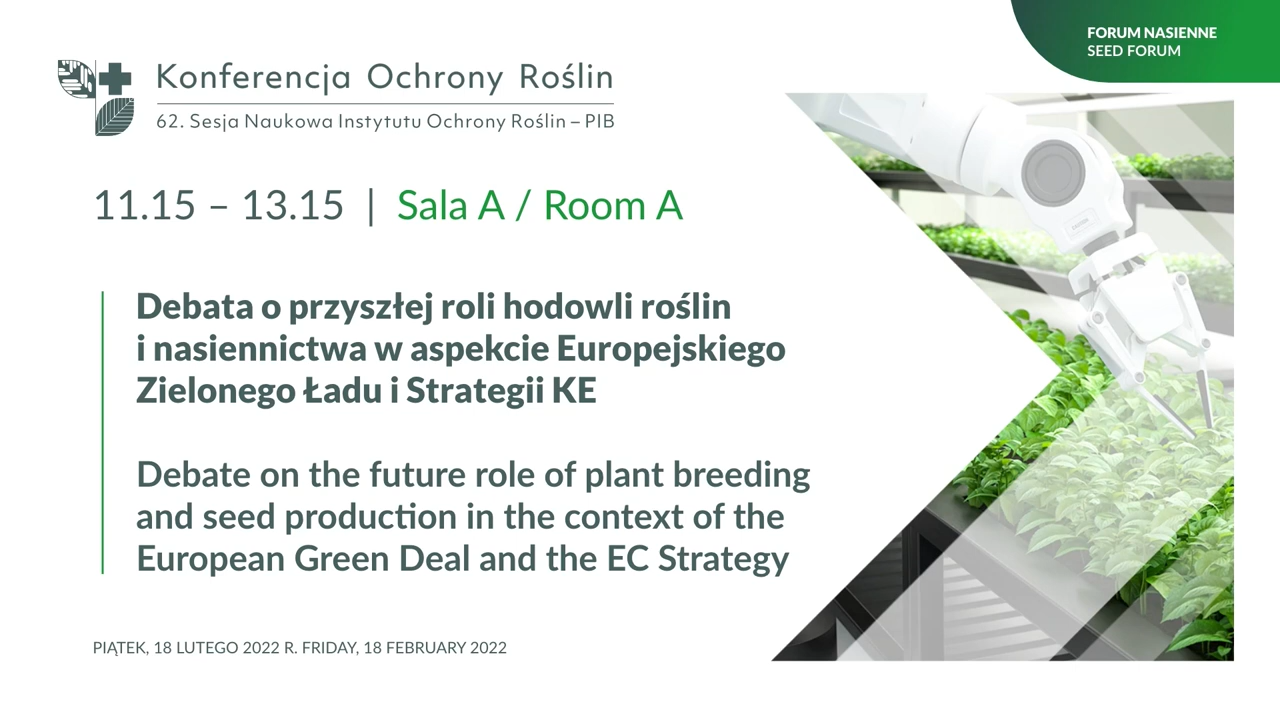 FORUM NASIENNE
SEED FORUM
Konferencja Ochrony Roślin
62. Sesja Naukowa Instytutu Ochrony Roślin – PIB
11.15 – 13.15 | Sala A / Room A
Debata o przyszłej roli hodowli roślin
i nasiennictwa w aspekcie Europejskiego
Zielonego Ładu i Strategii KE
Debate on the future role of plant breeding
and seed production in the context of the
European Green Deal and the EC Strategy
PIĄTEK, 18 LUTEGO 2022 R. FRIDAY, 18 FEBRUARY 2022